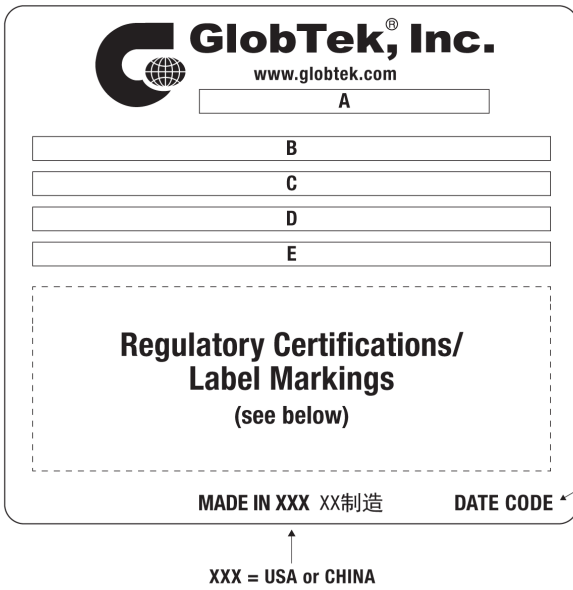 GlobTek,® Inc.
www.globtek.com
A
B
C
D
E
Regulatory Certifications/
Label Markings
(see below)
MADE IN XXX XX制造 DATE CODE
XXX = USA or CHINA